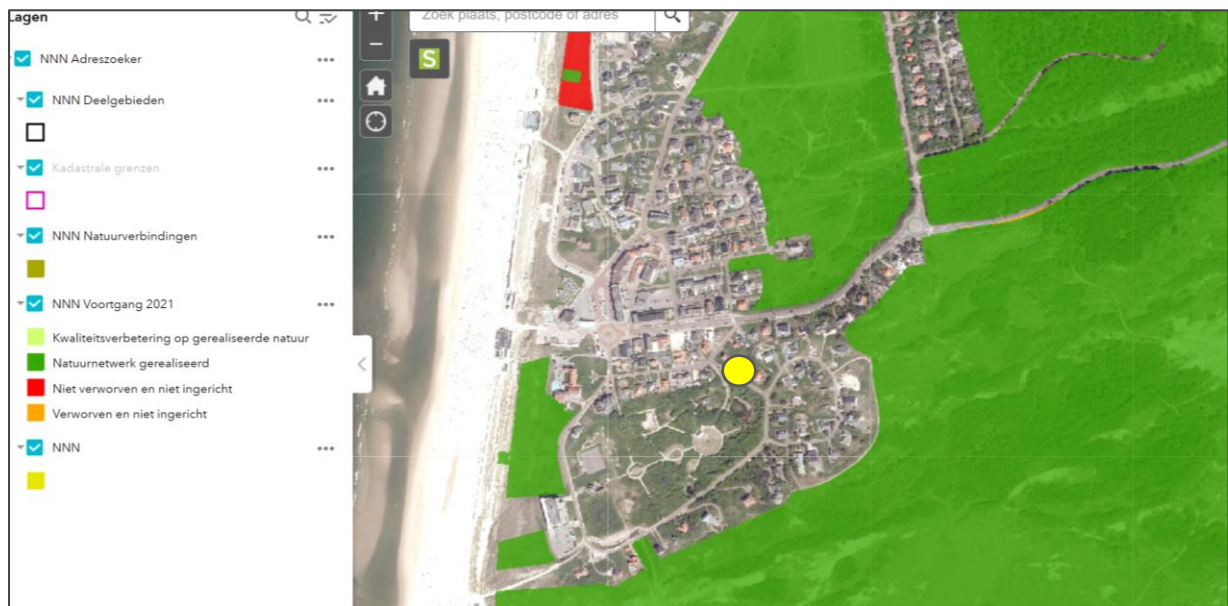 Lagen
Zoek plaats, postcode of adres
S
NNN Adreszoeker
NNN Deelgebieden
Kadastrale grenzen
NNN Natuurverbindingen
NNN Voortgang 2021
Kwaliteitsverbetering op gerealiseerde natuur
Natuurnetwerk gerealiseerd
Niet verworven en niet ingericht
Verworven en niet ingericht
NNN